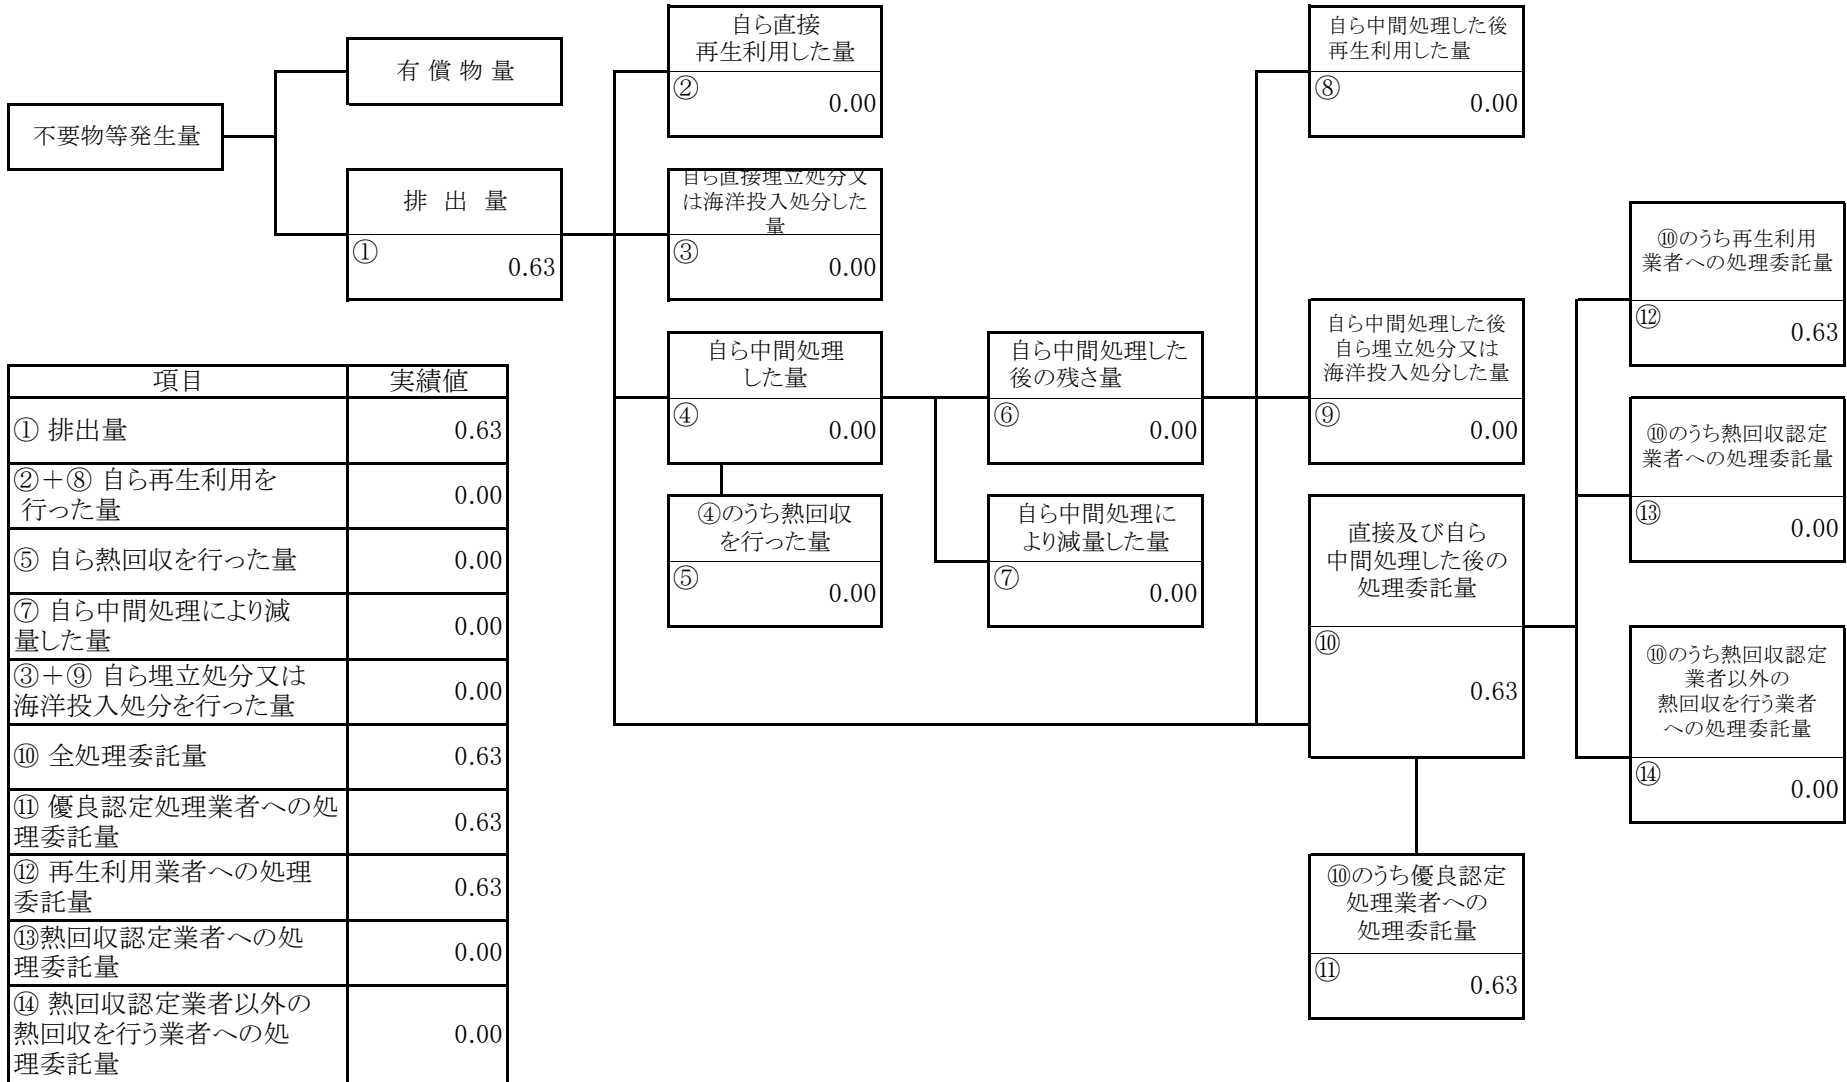 不要物等発生量
有 償 物 量
排 出 量
①
0.63
自ら直接
再生利用した量
②
0.00
自ら直接埋立処分又
は海洋投入処分した
量
③
0.00
自ら中間処理
した量
④
0.00
④のうち熱回収
を行った量
⑤
0.00
自ら中間処理した
後の残さ量
⑥
0.00
自ら中間処理に
より減量した量
⑦
0.00
自ら中間処理した後
再生利用した量
⑧
0.00
自ら中間処理した後
自ら埋立処分又は
海洋投入処分した量
⑨
0.00
直接及び自ら
中間処理した後の
処理委託量
⑩
0.63
⑩のうち優良認定
処理業者への
処理委託量
⑪
0.63
⑩のうち再生利用
業者への処理委託量
⑫
0.63
⑩のうち熱回収認定
業者への処理委託量
⑬
0.00
⑩のうち熱回収認定
業者以外の
熱回収を行う業者
への処理委託量
⑭
0.00
項目 実績値
① 排出量 0.63
②＋⑧ 自ら再生利用を
行った量 0.00
⑤ 自ら熱回収を行った量 0.00
⑦ 自ら中間処理により減
量した量 0.00
③＋⑨ 自ら埋立処分又は
海洋投入処分を行った量 0.00
⑩ 全処理委託量 0.63
⑪ 優良認定処理業者への処
理委託量 0.63
⑫ 再生利用業者への処理
委託量 0.63
⑬熱回収認定業者への処
理委託量 0.00
⑭ 熱回収認定業者以外の
熱回収を行う業者への処
理委託量 0.00